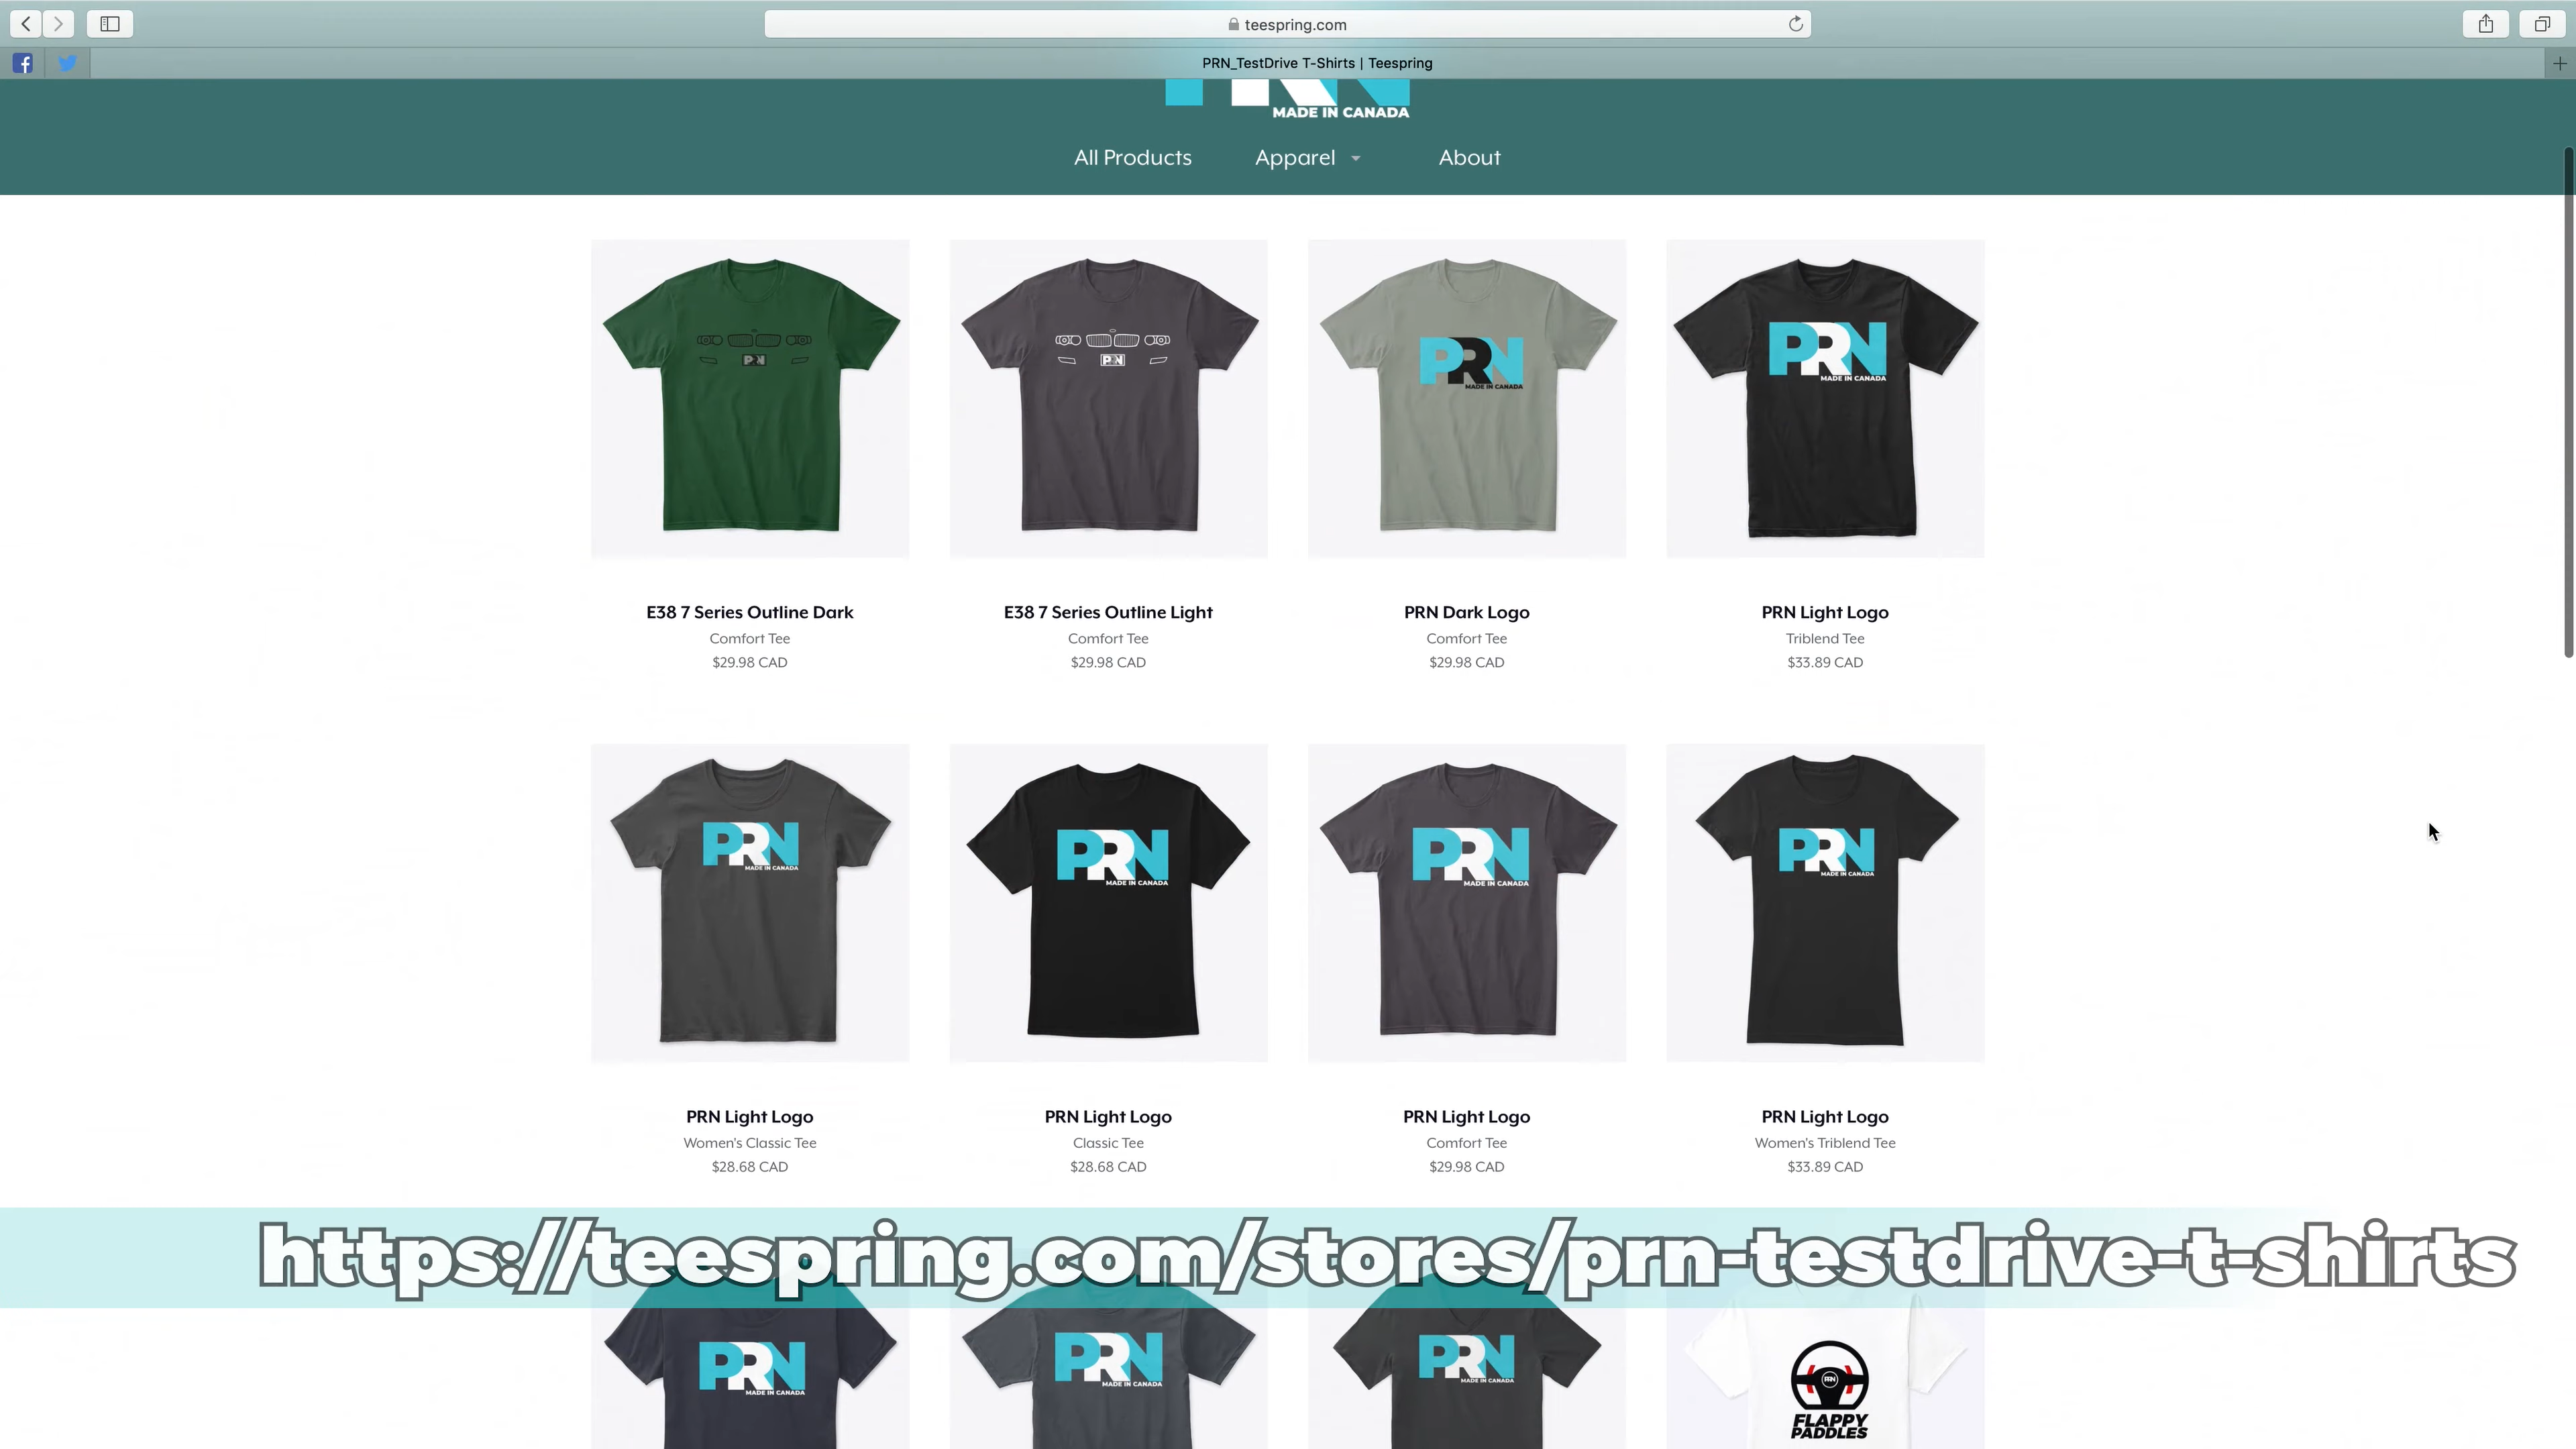 teespring.com
PRN_TestDrive T-Shirts | Teespring
PRN
MADE IN CANADA
All Products Apparel About
PRN PRN PRN MADE IN CANADA PRN MADE IN CANADA
E38 7 Series Outline Dark E38 7 Series Outline Light PRN Dark Logo PRN Light Logo
Comfort Tee Comfort Tee Comfort Tee Triblend Tee
$29.98 CAD $29.98 CAD $29.98 CAD $33.89 CAD
PRN PRN PRN PRN
MADE IN CANADA MADE IN CANADA MADE IN CANADA MADE IN CANADA
PRN Light Logo PRN Light Logo PRN Light Logo PRN Light Logo
Women's Classic Tee Classic Tee Comfort Tee Women's Triblend Tee
$28.68 CAD $28.68 CAD $29.98 CAD $33.89 CAD
https://teespring.com/stores/prn-testdrive-t-shirts
PRN PRN PRN PRN
MADE IN CANADA MADE IN CANADA MADE IN CANADA
FLAPPY
PADDLES